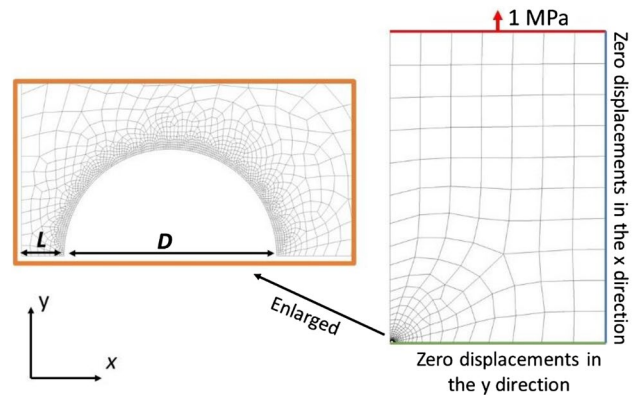 1 MPa
Zero displacements in the x direction
L
D
Enlarged
y
x
Zero displacements in
the y direction